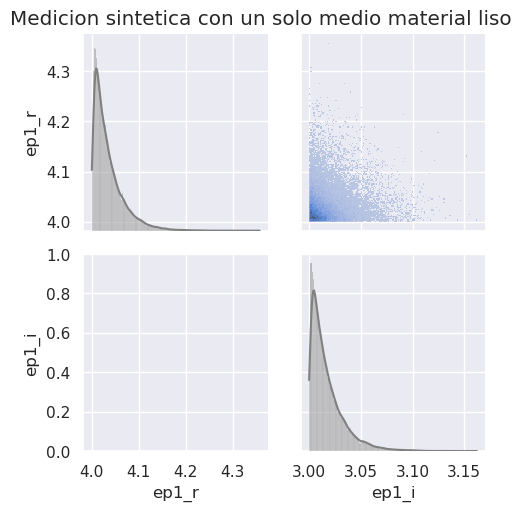 Medicion sintetica con un solo medio material liso
ep1_r
4.3
4.2
4.1
4.0
ep1_i
1.0
0.8
0.6
0.4
0.2
0.0
4.0 4.1 4.2 4.3
3.00 3.05 3.10 3.15
ep1_r
ep1_i